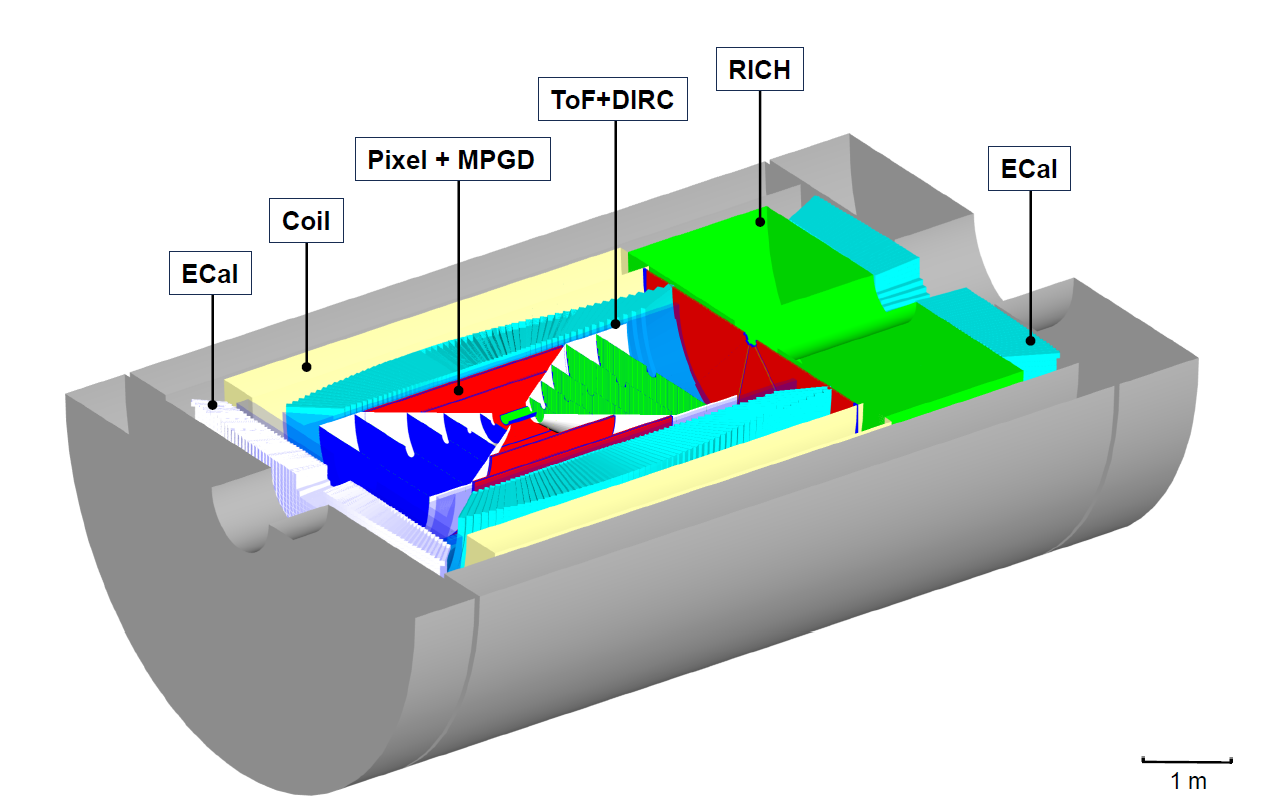 RICH
ToF+DIRC
Pixel + MPGD
ECal
Coil
ECal
1 m